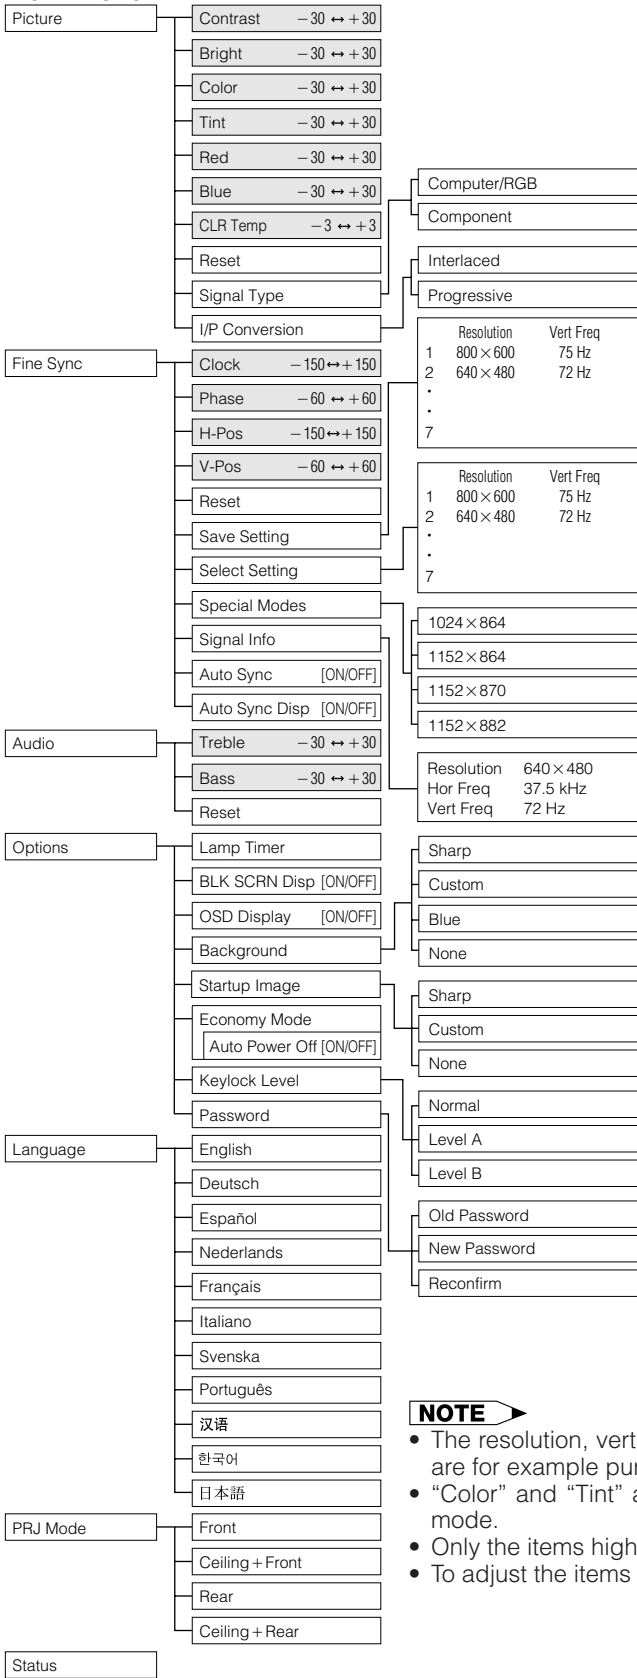 Picture
Contrast −30 ↔ +30
Bright −30 ↔ +30
Color −30 ↔ +30
Tint −30 ↔ +30
Red −30 ↔ +30
Blue −30 ↔ +30
CLR Temp −3 ↔ +3
Reset
Signal Type
I/P Conversion
Computer/RGB
Component
Interlaced
Progressive
Fine Sync
Clock −150↔+150
Phase −60 ↔ +60
H-Pos −150↔+150
V-Pos −60 ↔ +60
Reset
Save Setting
Select Setting
Special Modes
Signal Info
Auto Sync [ON/OFF]
Auto Sync Disp [ON/OFF]
Resolution Vert Freq
1 800×600 75 Hz
2 640×480 72 Hz
•
•
7
Resolution Vert Freq
1 800×600 75 Hz
2 640×480 72 Hz
•
•
7
1024×864
1152×864
1152×870
1152×882
Resolution 640×480
Hor Freq 37.5 kHz
Vert Freq 72 Hz
Audio
Treble −30 ↔ +30
Bass −30 ↔ +30
Reset
Options
Lamp Timer
BLK SCRN Disp [ON/OFF]
OSD Display [ON/OFF]
Background
Startup Image
Economy Mode
Auto Power Off [ON/OFF]
Keylock Level
Password
Sharp
Custom
Blue
None
Sharp
Custom
None
Normal
Level A
Level B
Old Password
New Password
Reconfirm
Language
English
Deutsch
Español
Nederlands
Français
Italiano
Svenska
Português
汉语
한국어
日本語
PRJ Mode
Front
Ceiling+Front
Rear
Ceiling+Rear
Status
NOTE
• The resolution, vert
are for example pur
• “Color” and “Tint” a
mode.
• Only the items high
• To adjust the items